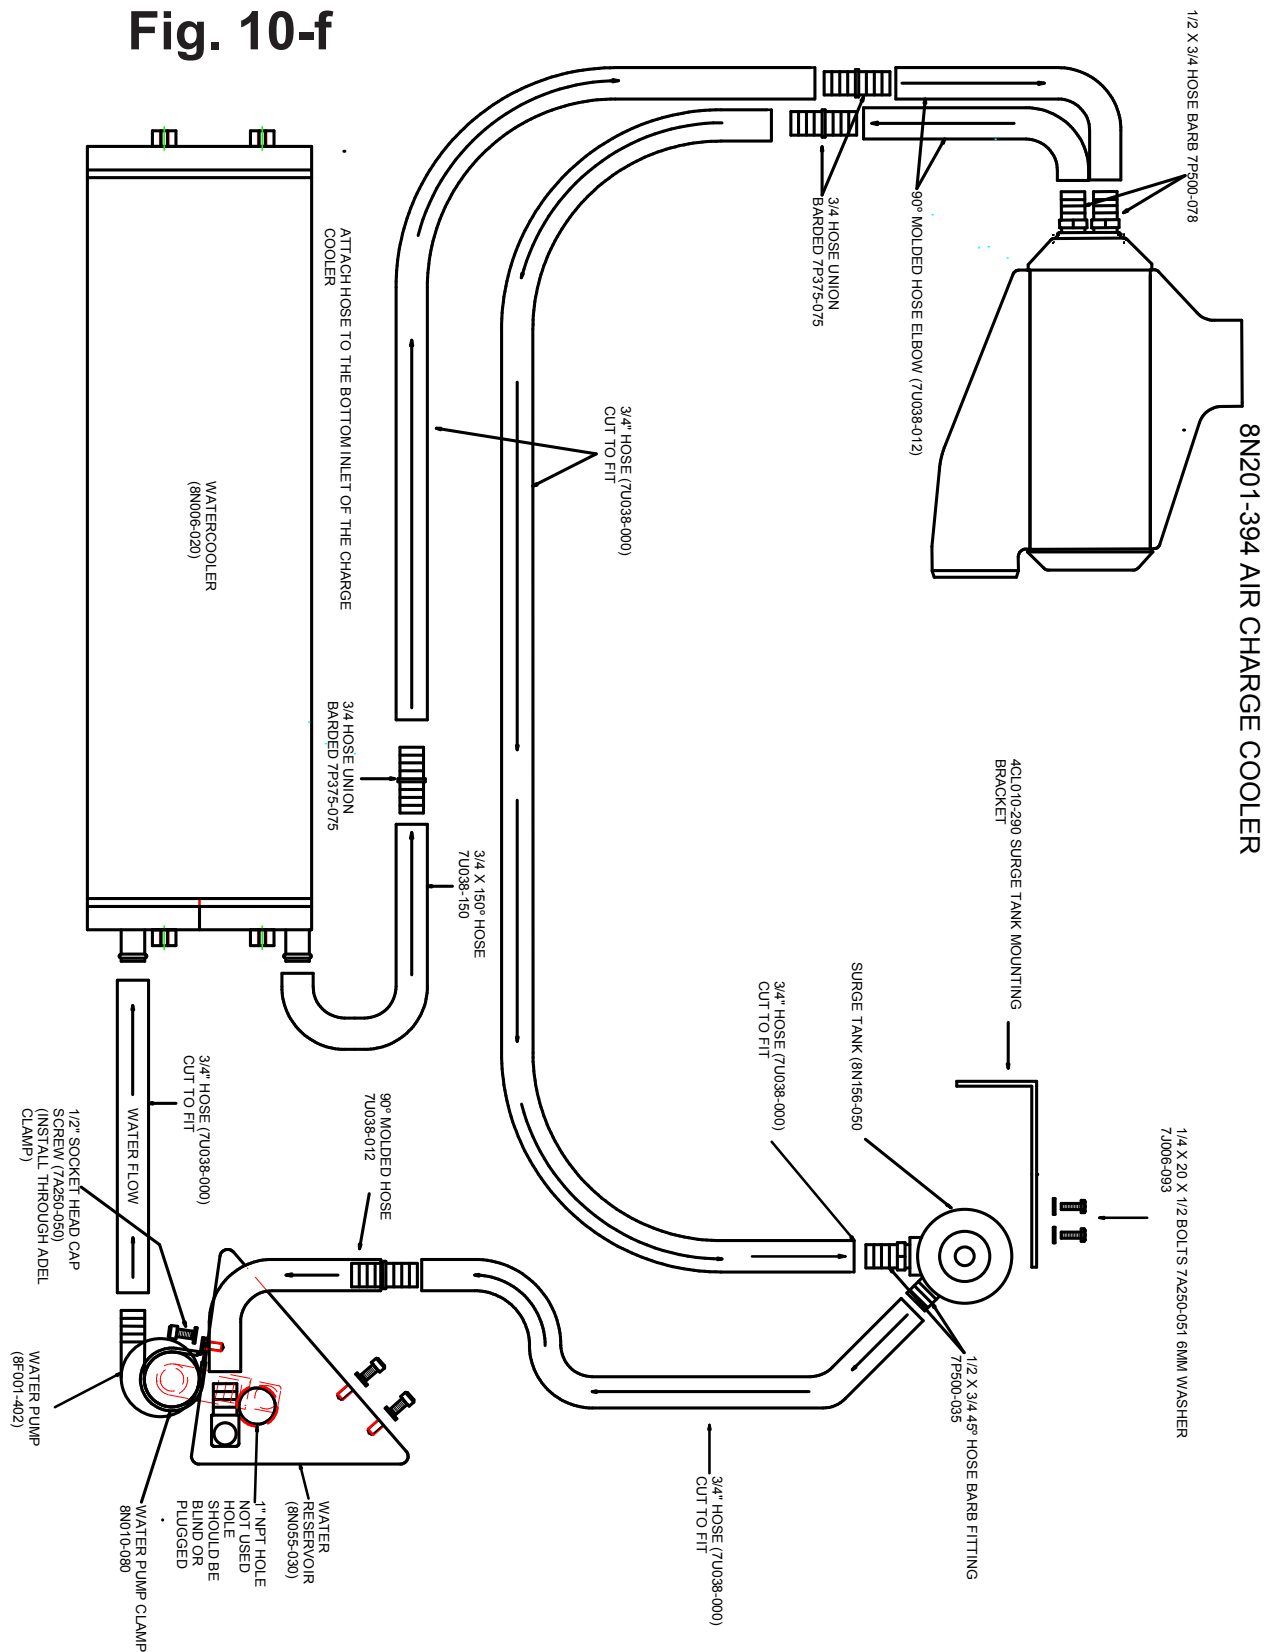 Fig. 10-f
8N201-394 AIR CHARGE COOLER
1/2 X 3/4 HOSE BARB 7P500-078
90° MOLDED HOSE ELBOW (7U038-012)
3/4 HOSE UNION
BARDED 7P375-075
3/4" HOSE (7U038-000)
CUT TO FIT
ATTACH HOSE TO THE BOTTOM INLET OF THE CHARGE
COOLER
WATERCOOLER
(8N006-020)
3/4 HOSE UNION
BARDED 7P375-075
3/4 X 150° HOSE
7U038-150
4CL010-290 SURGE TANK MOUNTING
BRACKET
SURGE TANK (8N156-050
3/4" HOSE (7U038-000)
CUT TO FIT
1/4 X 20 X 1/2 BOLTS 7A250-051 6MM WASHER
7J006-093
1/2 X 3/4 45° HOSE BARB FITTING
7P500-035
3/4" HOSE (7U038-000)
CUT TO FIT
90° MOLDED HOSE
7U038-012
3/4" HOSE (7U038-000)
CUT TO FIT
WATER FLOW
1/2" SOCKET HEAD CAP
SCREW (7A250-050)
(INSTALL THROUGH ADEL
CLAMP)
WATER PUMP
(8F001-402)
WATER PUMP CLAMP
8N010-080
1" NPT HOLE
NOT USED
HOLE
SHOULD BE
BLIND OR
PLUGGED
WATER
RESERVOIR
(8N055-030)